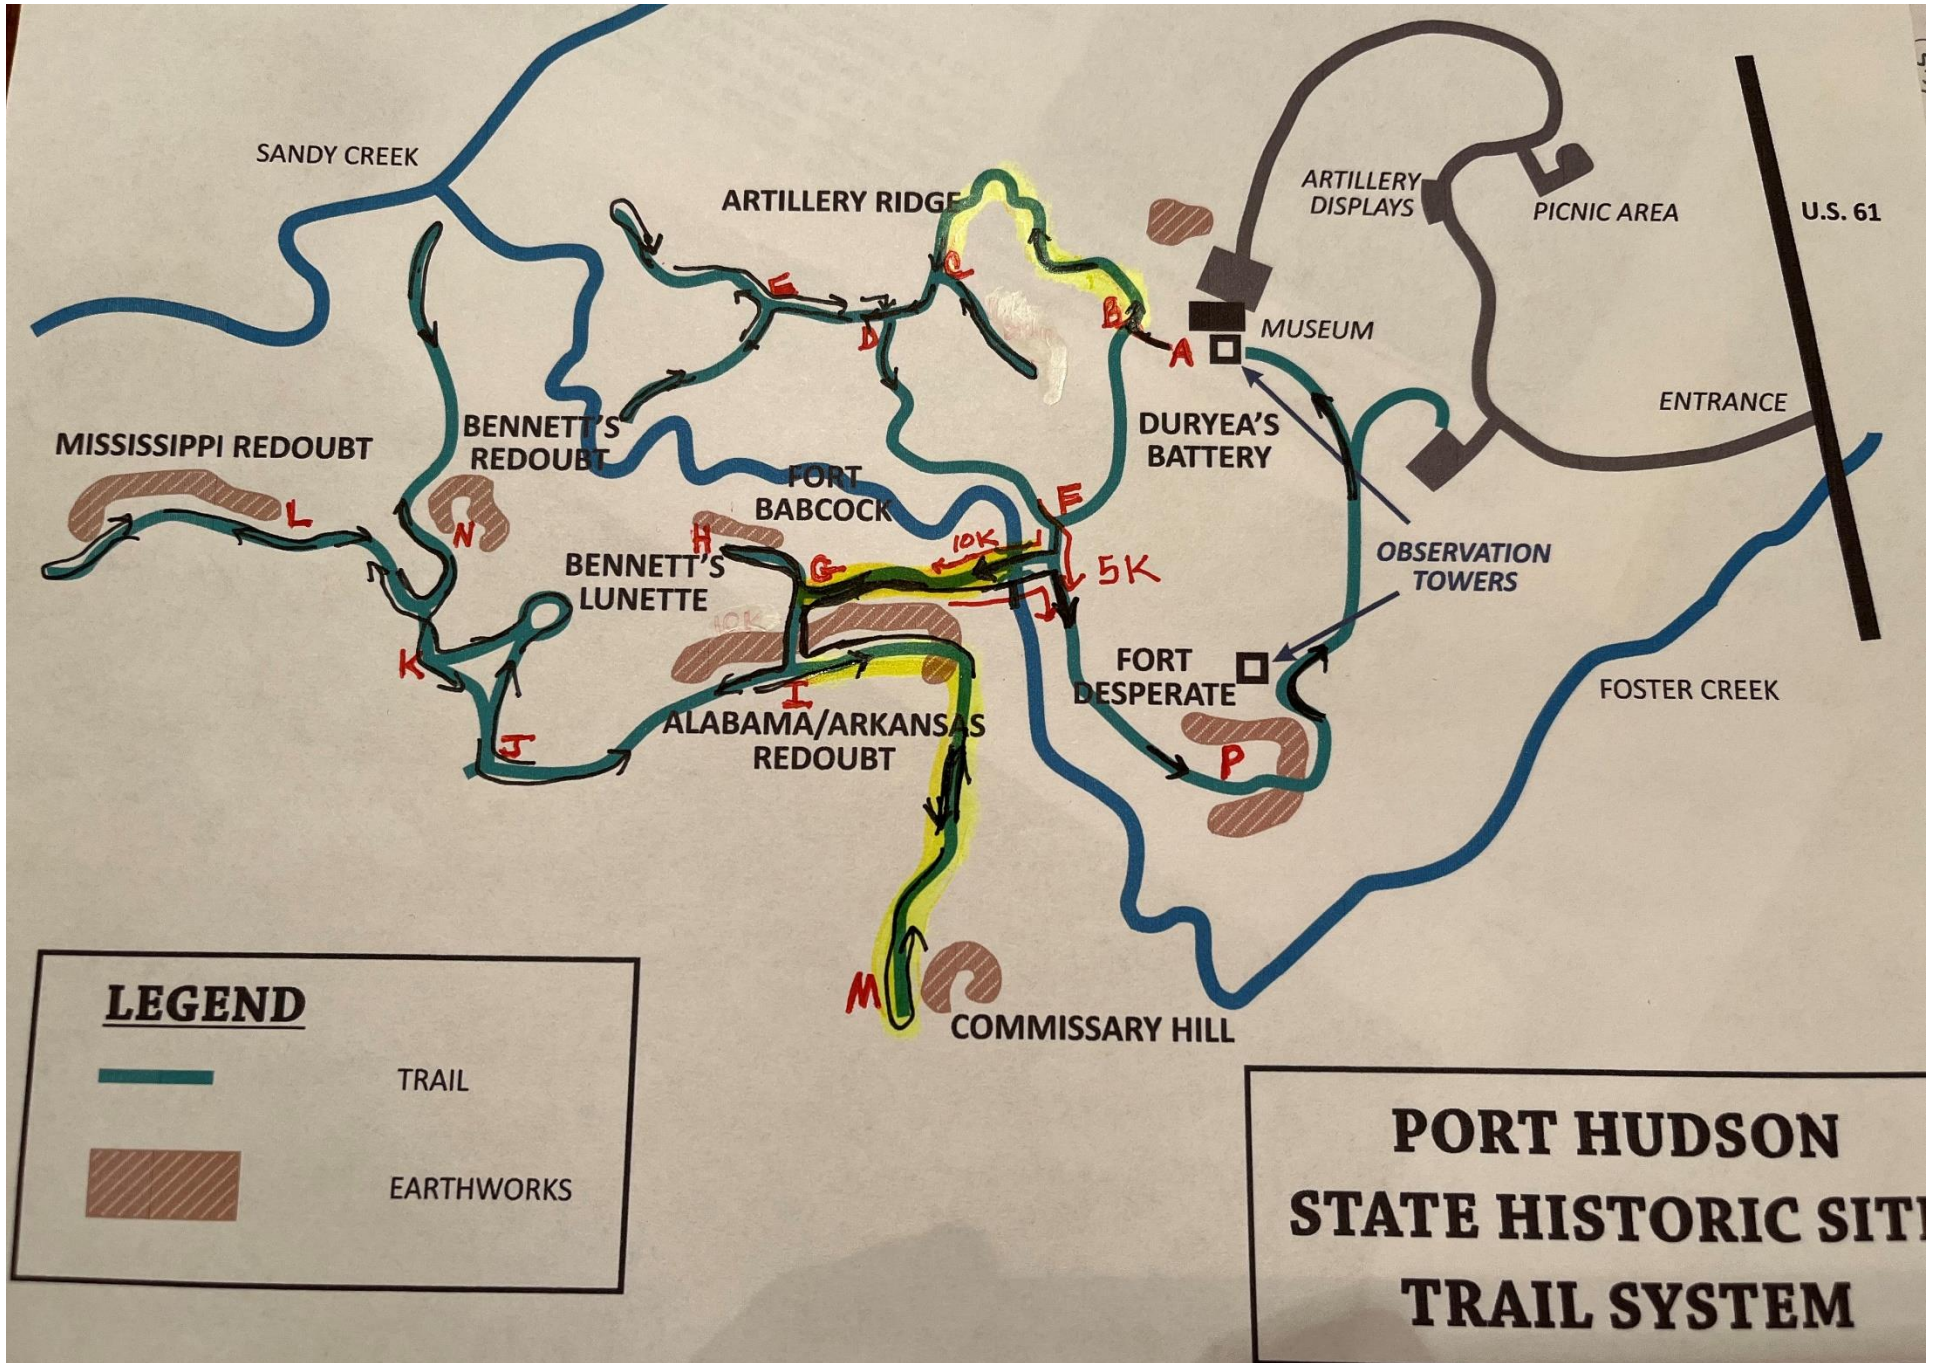 SANDY CREEK
ARTILLERY RIDGE
ARTILLERY
DISPLAYS
PICNIC AREA
U.S. 61
C
E
B
D
A
MUSEUM
ENTRANCE
MISSISSIPPI REDOUBT
BENNETT'S
REDOUBT
DURYEA'S
BATTERY
FORT
BABCOCK
F
L
N
H
10K
G
5K
BENNETT'S
LUNETTE
10K
OBSERVATION
TOWERS
K
I
FORT
DESPERATE
FOSTER CREEK
ALABAMA/ARKANSAS
REDOUBT
J
P
M
COMMISSARY HILL
LEGEND
TRAIL
EARTHWORKS
PORT HUDSON
STATE HISTORIC SITE
TRAIL SYSTEM